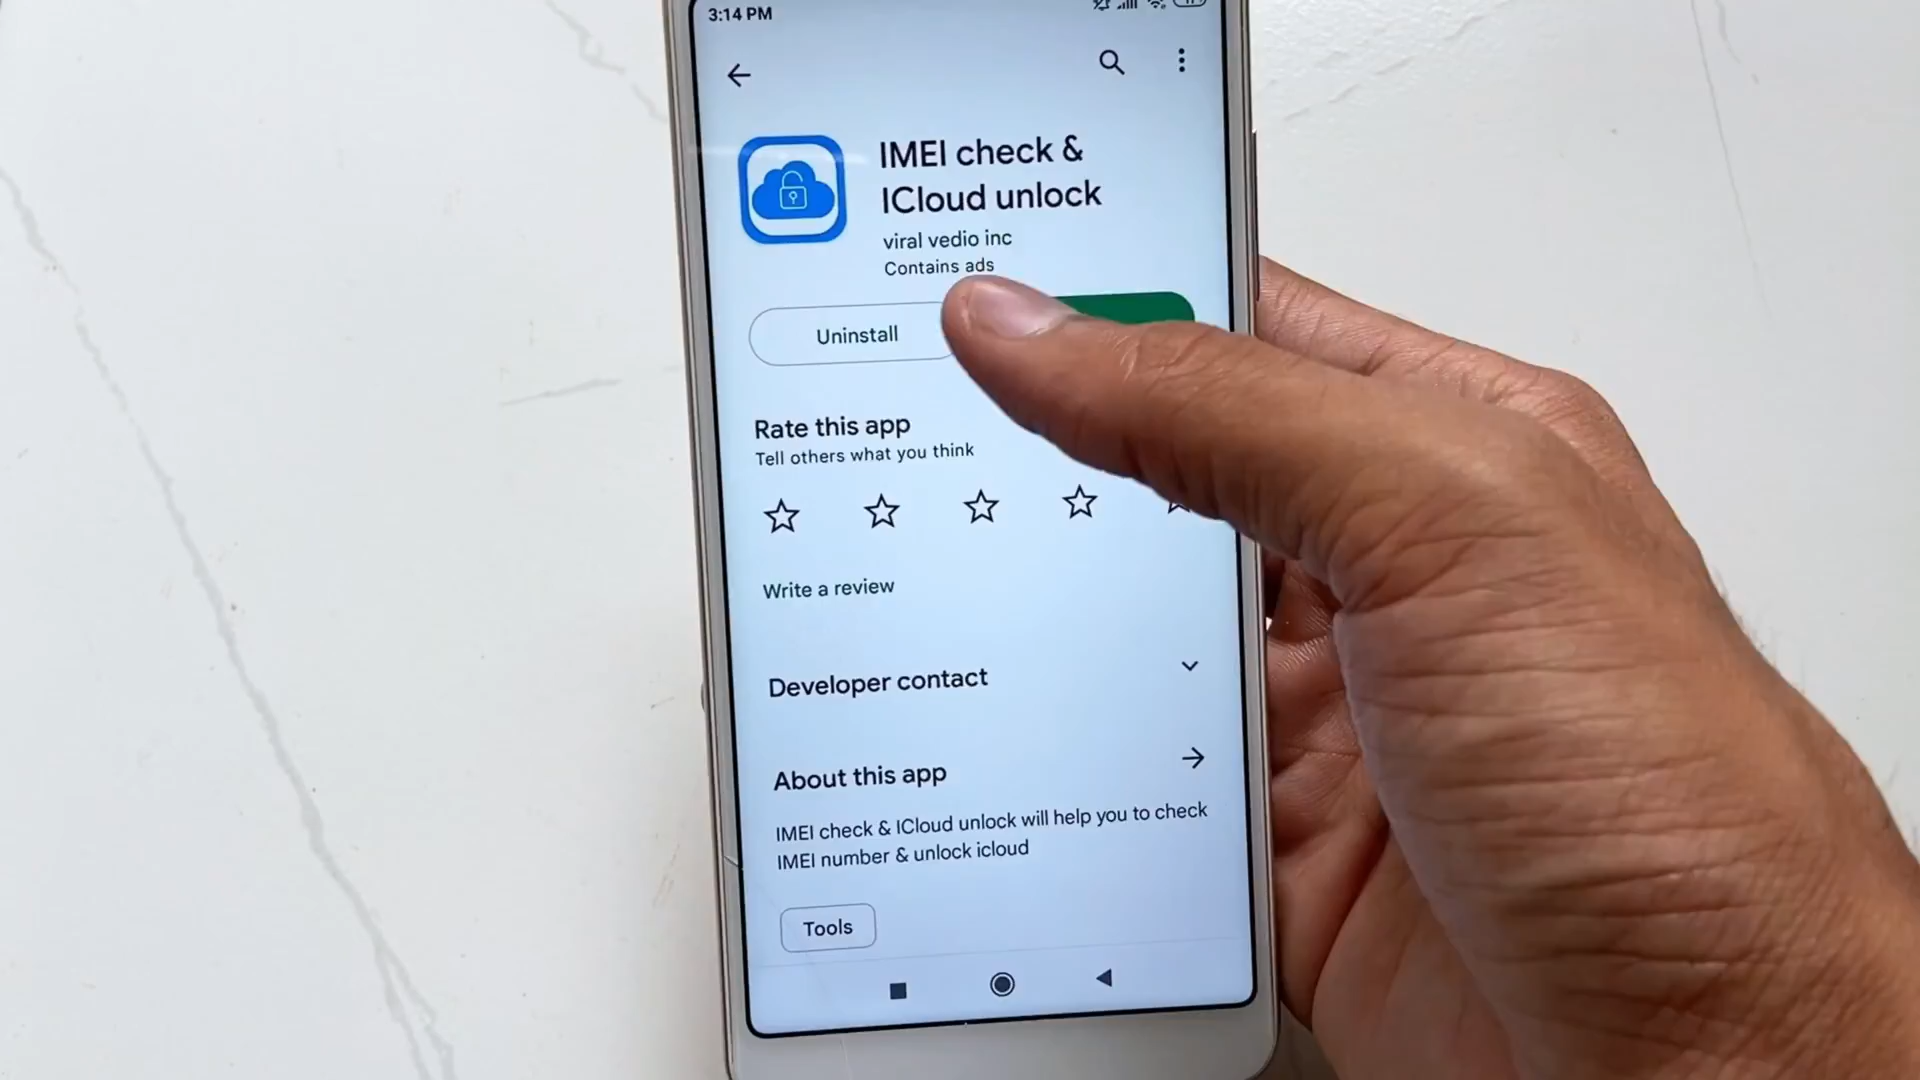 3:14 PM
IMEI check &
ICloud unlock
viral vedio inc
Contains ads
Uninstall
Rate this app
Tell others what you think
Write a review
Developer contact
About this app
IMEI check & ICloud unlock will help you to check
IMEI number & unlock icloud
Tools